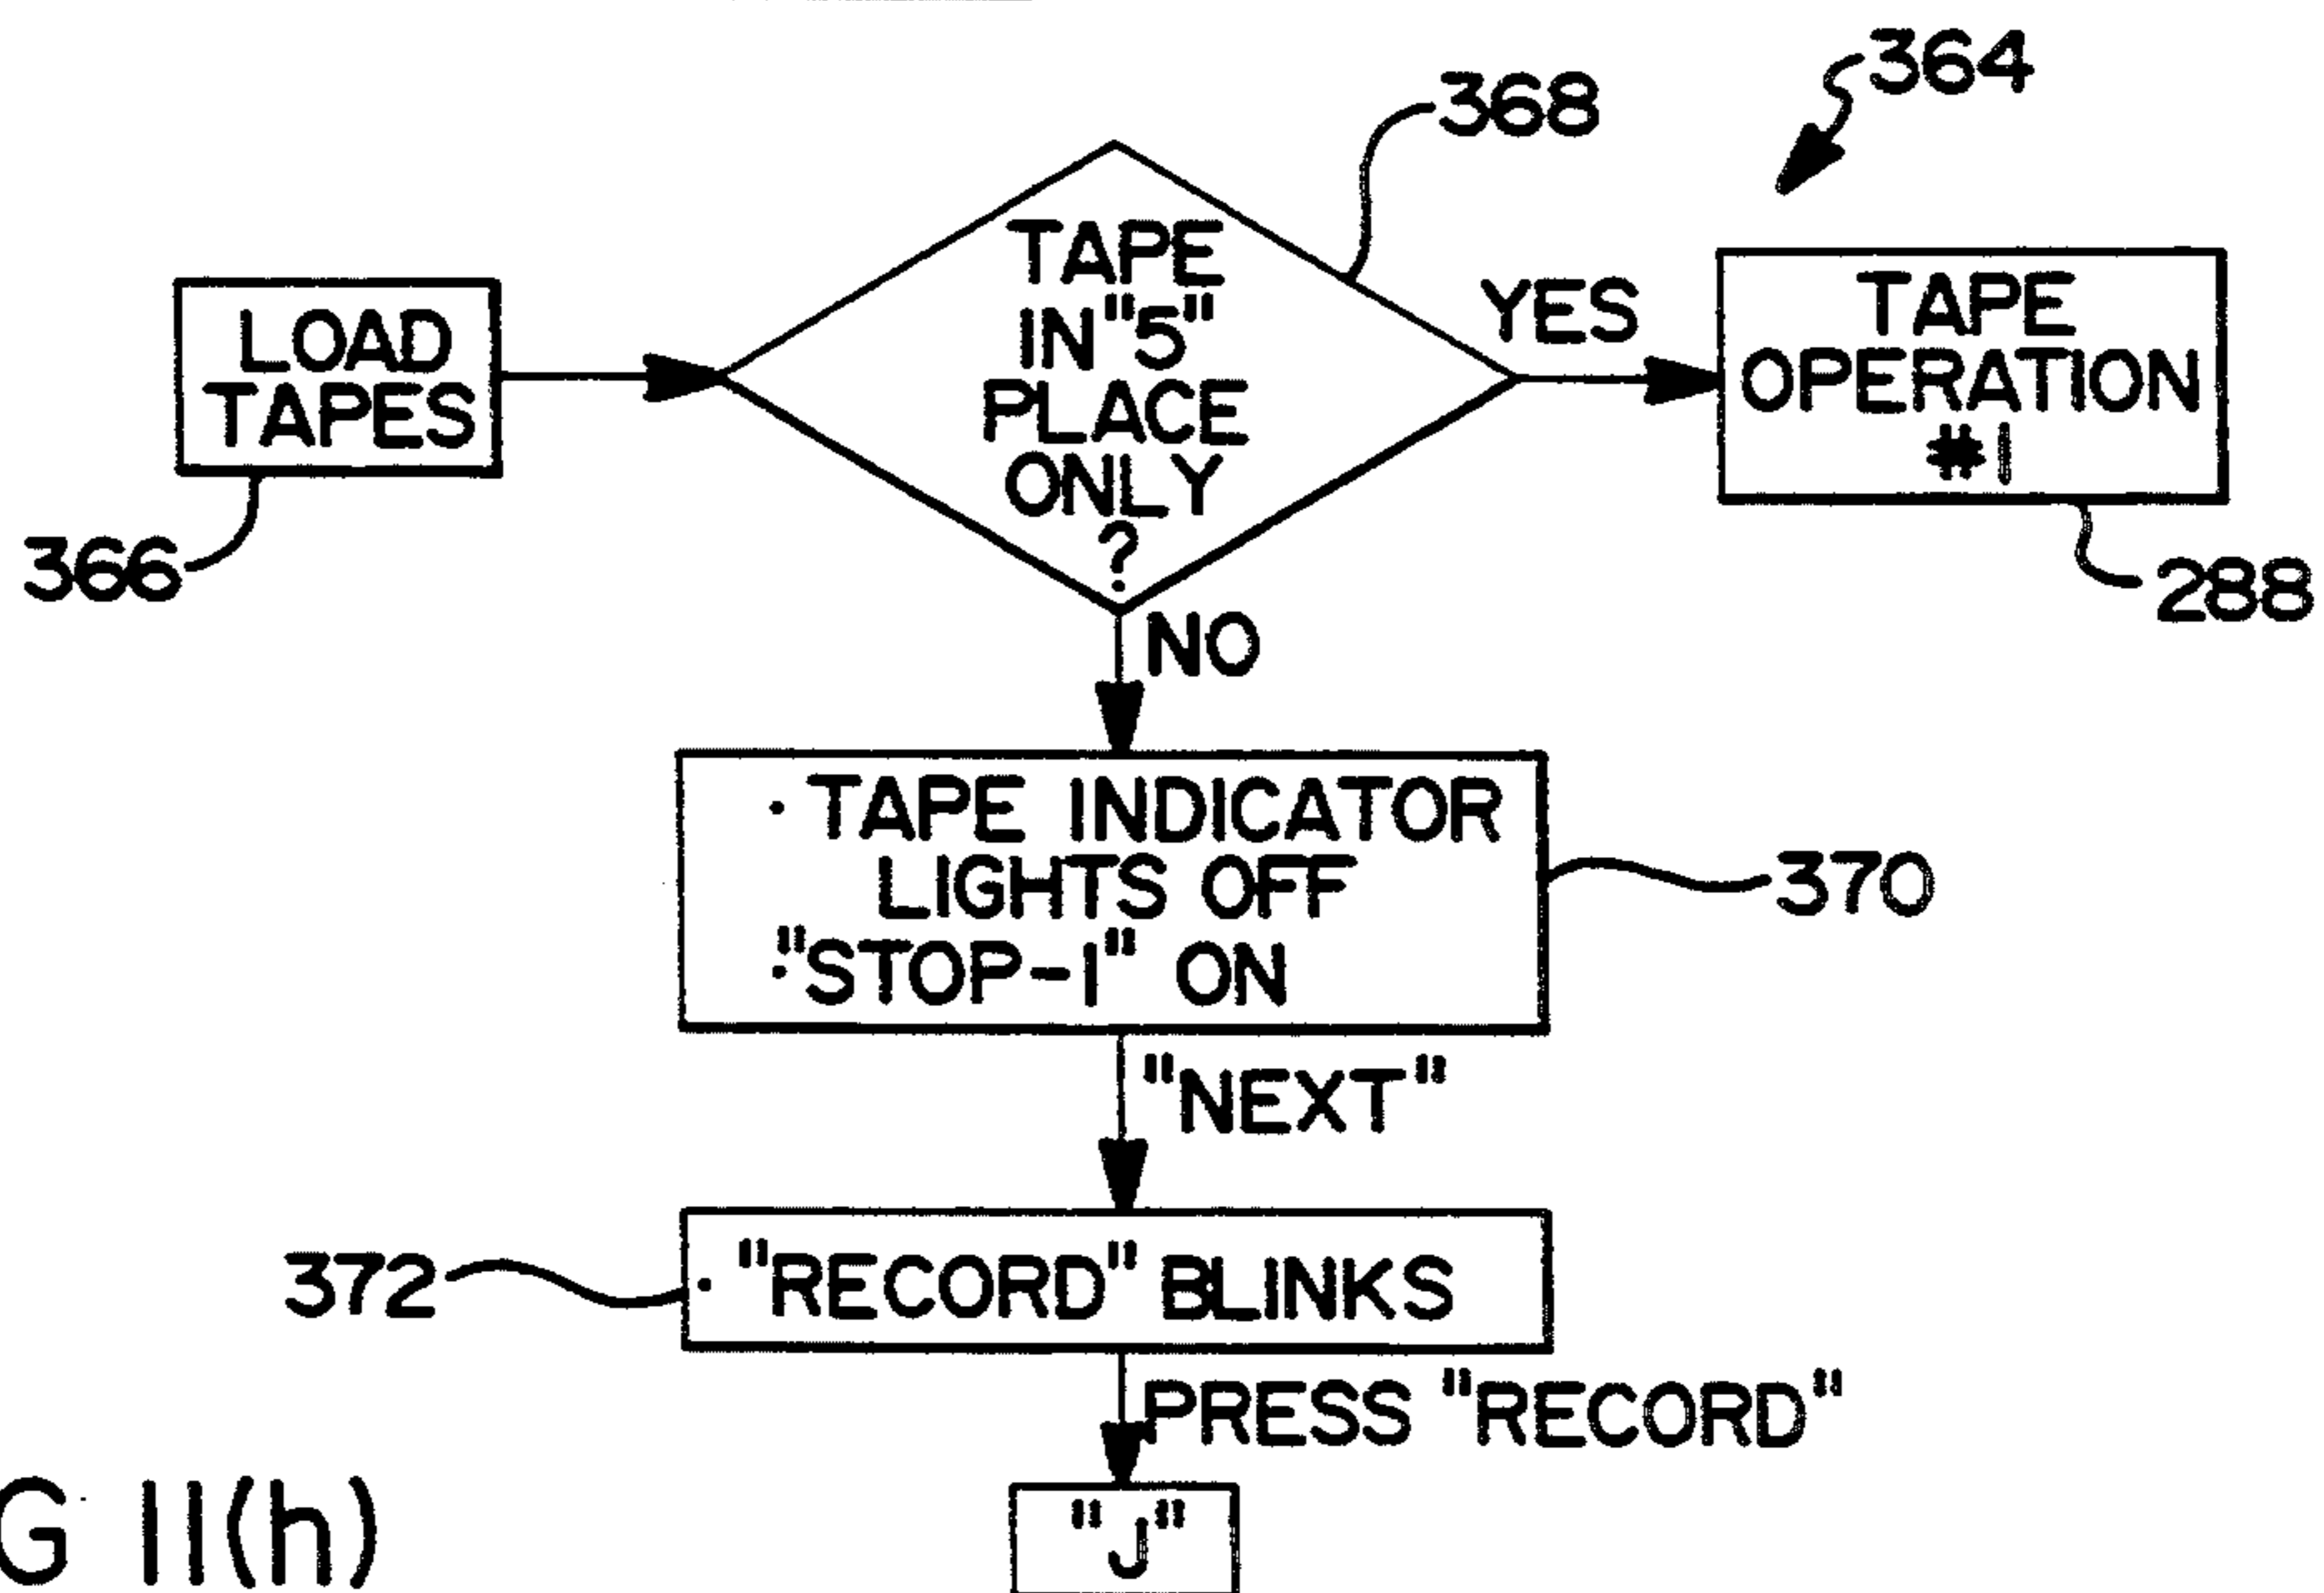 364
368
TAPE
IN "5"
PLACE
ONLY
?
YES
TAPE
OPERATION
#1
LOAD
TAPES
366
288
NO
· TAPE INDICATOR
LIGHTS OFF
· "STOP-1" ON
370
"NEXT"
372
· "RECORD" BLINKS
PRESS "RECORD"
"J"
G 11(h)